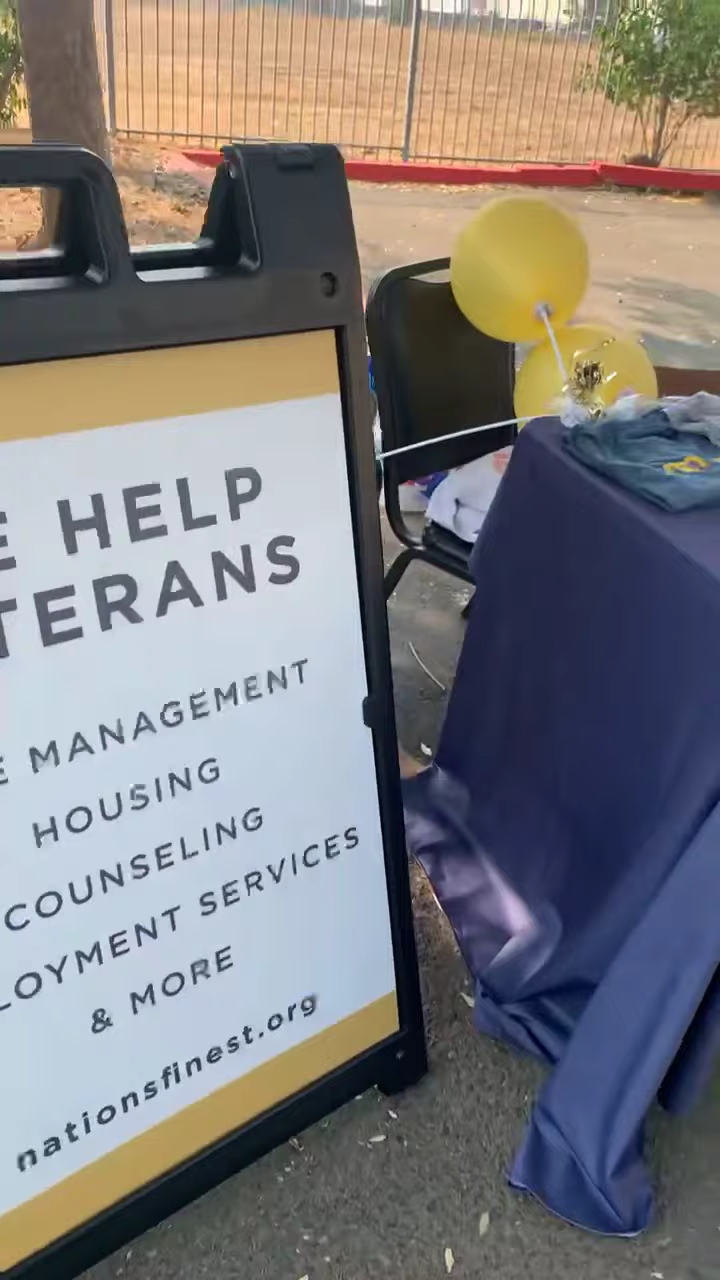 E HELP
TERANS
E MANAGEMENT
HOUSING
COUNSELING
LOYMENT SERVICES
& MORE
nationsfinest.org